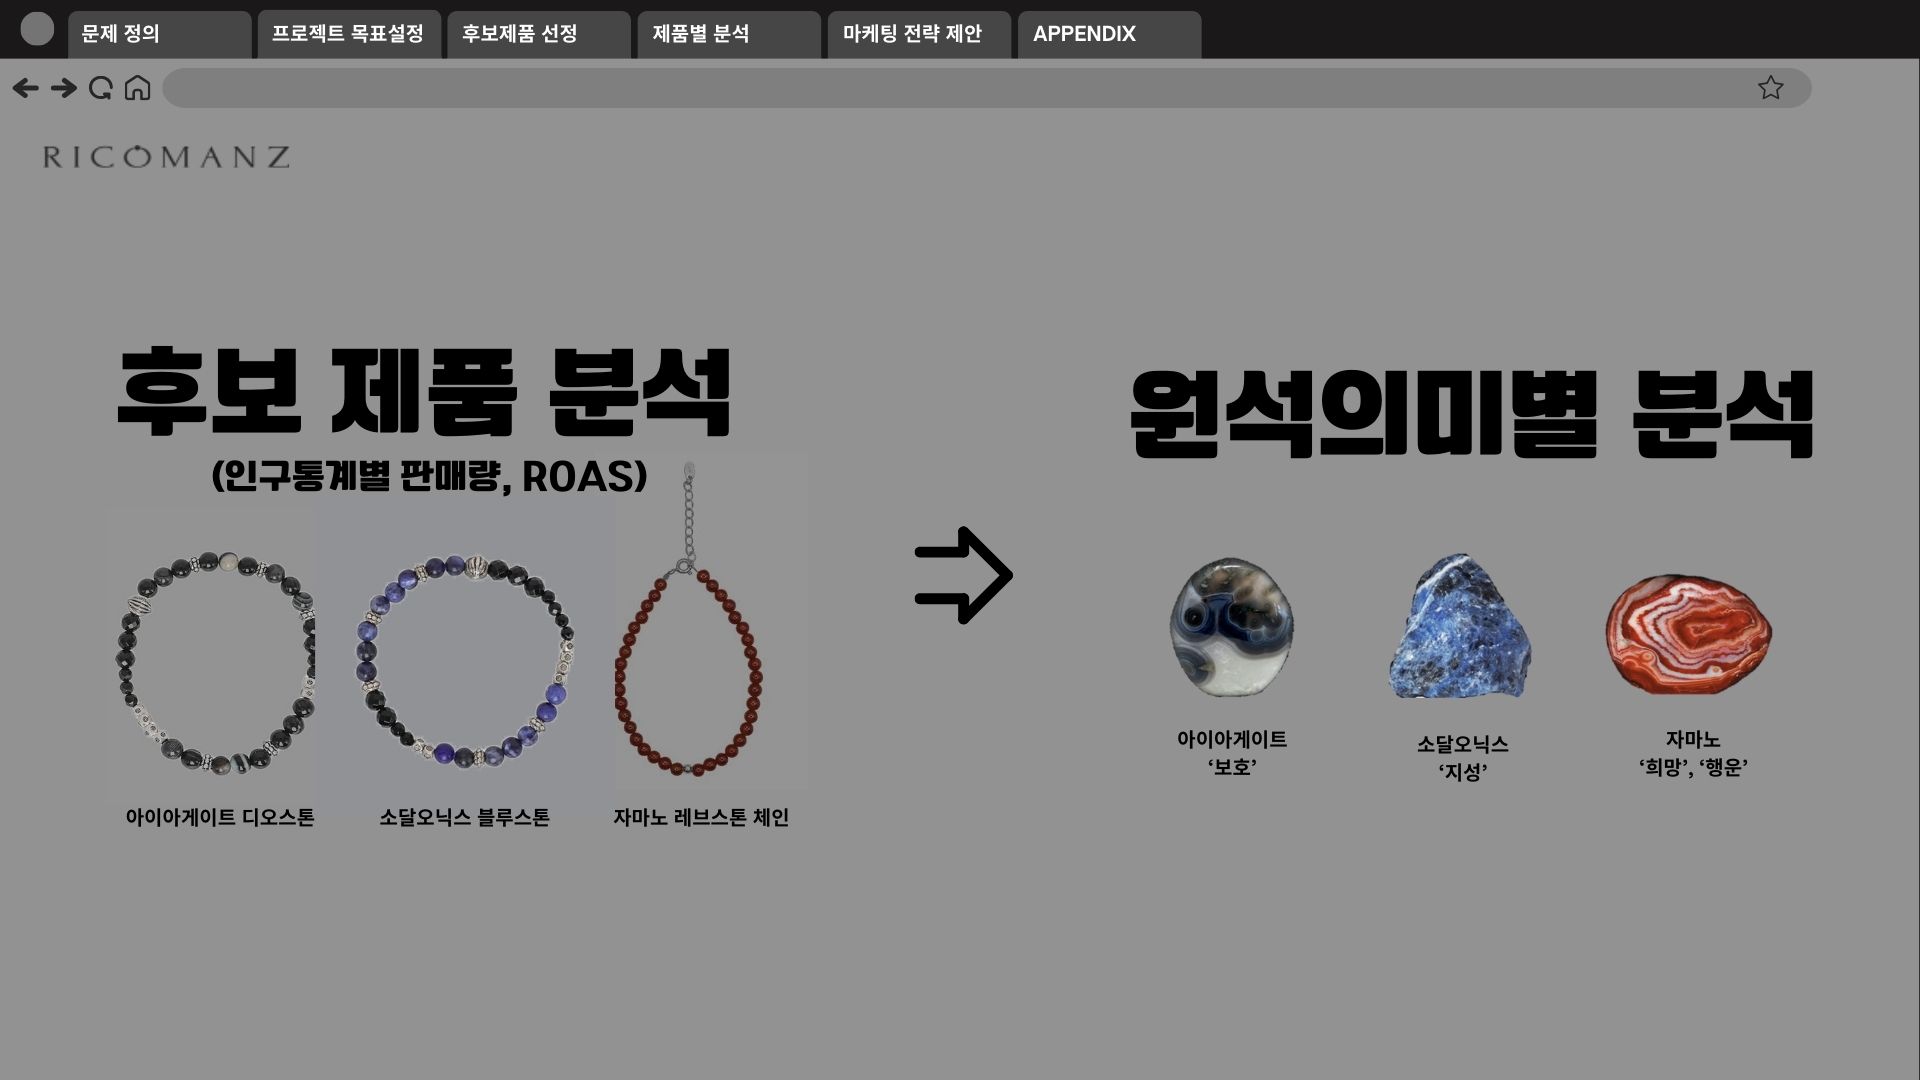 문제 정의
프로젝트 목표설정
후보제품 선정
제품별 분석
마케팅 전략 제안
APPENDIX
RICOMANZ
후보 제품 분석
(인구통계별 판매량, ROAS)
아이아게이트 디오스톤
소달오닉스 블루스톤
자마노 레브스톤 체인
원석의미별 분석
아이아게이트
‘보호’
소달오닉스
‘지성’
자마노
‘희망’, ‘행운’